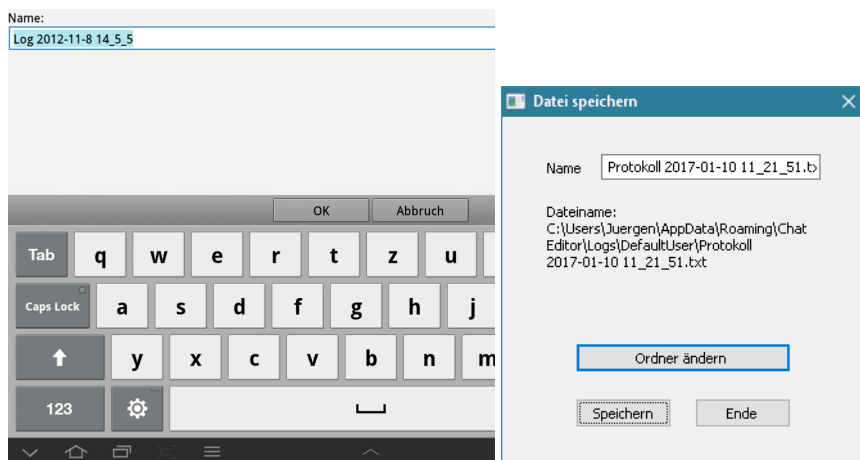 Name:
Log 2012-11-8 14_5_5
OK Abbruch
Tab q w e r t z u
Caps Lock a s d f g h j
y x c v b n m
123
Datei speichern
Name Protokoll 2017-01-10 11_21_51.t
Dateiname:
C:\Users\Juergen\AppData\Roaming\Chat
Editor\Logs\DefaultUser\Protokoll
2017-01-10 11_21_51.txt
Ordner ändern
Speichern Ende